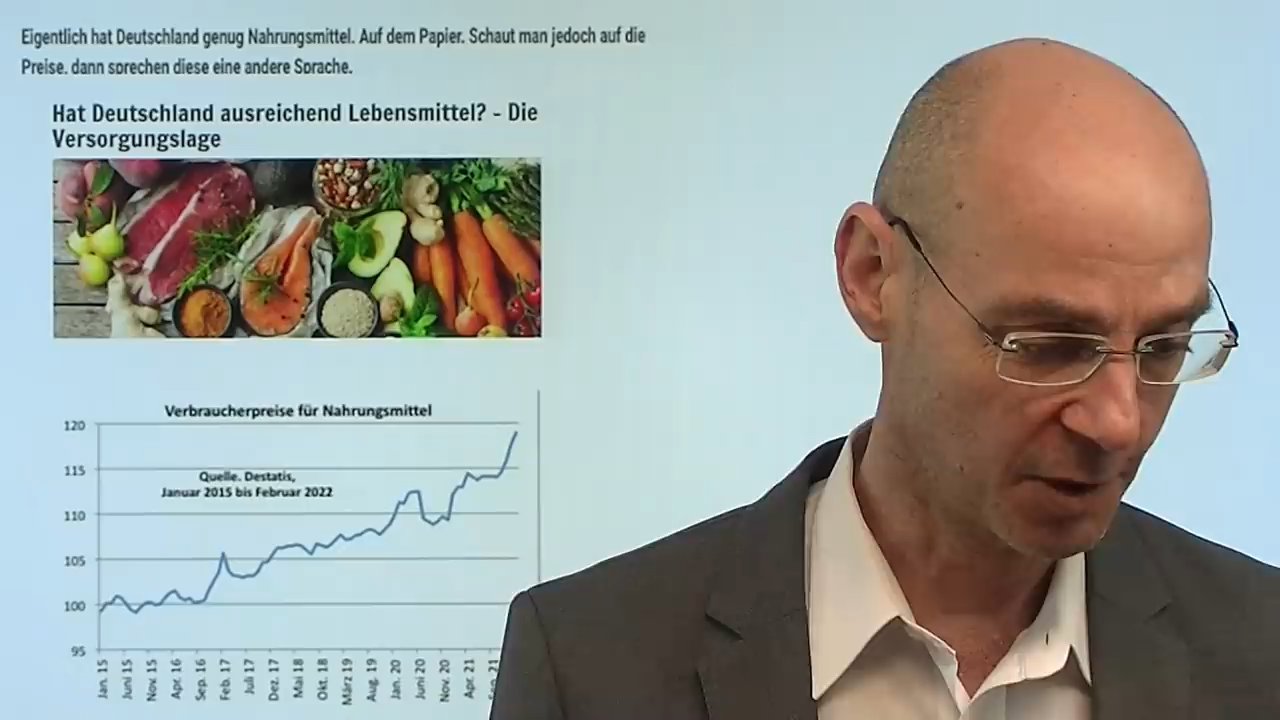 Eigentlich hat Deutschland genug Nahrungsmittel. Auf dem Papier. Schaut man jedoch auf die
Preise, dann sprechen diese eine andere Sprache.
Hat Deutschland ausreichend Lebensmittel? - Die
Versorgungslage
Verbraucherpreise für Nahrungsmittel
120
Quelle. Destatis,
Januar 2015 bis Februar 2022
115
110
105
100
95
Jan. 15
Juni 15
Nov. 15
Apr. 16
Sep. 16
Feb. 17
Juli 17
Dez. 17
Mai 18
Okt. 18
März 19
Aug. 19
Jan. 20
Juni 20
Nov. 20
Apr. 21
Sep. 21